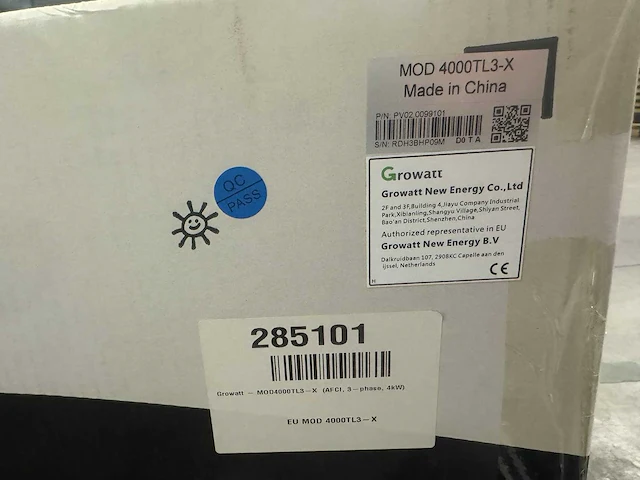 MOD 4000TL3-X
Made in China
P/N: PV02.0099101
S/N: RDH3BHP09M D0 T A
Growatt
Growatt New Energy Co.,Ltd
2F and 3F,Building 4,Jiayu Company Industrial
Park,Xibianling,Shangyu Village,Shiyan Street,
Bao'an District,Shenzhen,China
Authorized representative in EU
Growatt New Energy B.V
Dalkruidbaan 107, 2908KC Capelle aan den
Ijssel, Netherlands
CE
H
QC
PASS
285101
Growatt - MOD4000TL3-X (AFCI, 3-phase, 4kW)
EU MOD 4000TL3-X